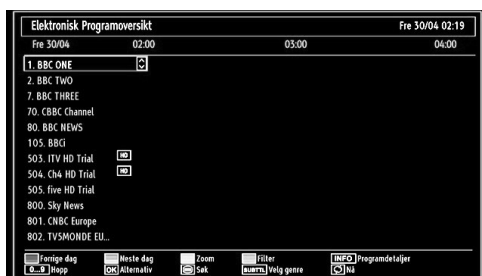 Elektronisk Programoversikt Fre 30/04 02:19
Fre 30/04 02:00 03:00 04:00
1. BBC ONE
2. BBC TWO
7. BBC THREE
70. CBBC Channel
80. BBC NEWS
105. BBCi
503. ITV HD Trial HD
504. Ch4 HD Trial HD
505. five HD Trial
800. Sky News
801. CNBC Europe
802. TV5MONDE EU...
Forrige dag Neste dag Zoom Filter INFO Programdetaljer
0...9 Hopp OK Alternativ Søk SUBTTL Velg genre Nå